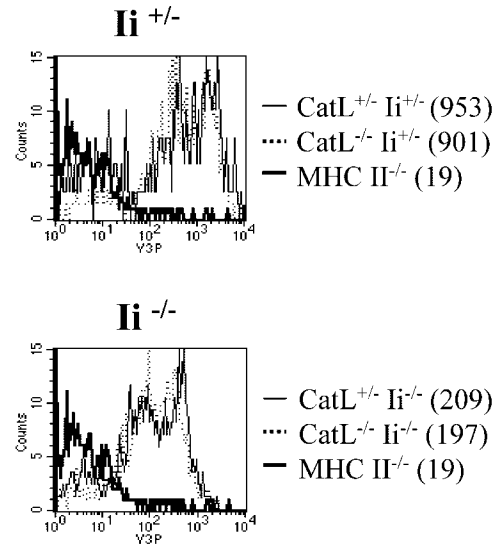 Ii +/-
15
10
5
0
Counts
10^0 10^1 10^2 10^3 10^4
Y3P
CatL+/- Ii+/- (953)
CatL-/- Ii+/- (901)
MHC II-/- (19)
Ii -/-
15
10
5
0
Counts
10^0 10^1 10^2 10^3 10^4
Y3P
CatL+/- Ii-/- (209)
CatL-/- Ii-/- (197)
MHC II-/- (19)